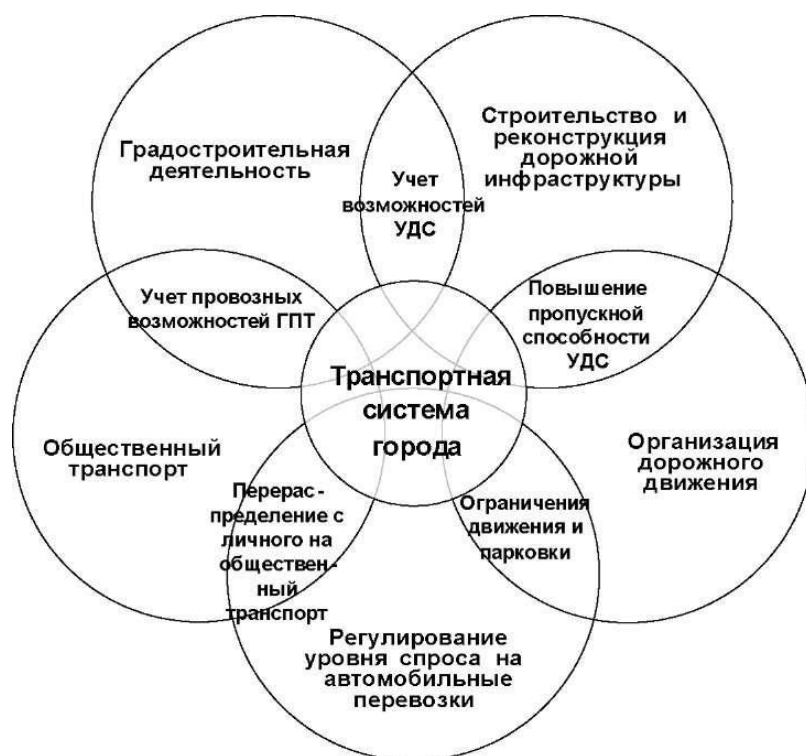 Градостроительная
деятельность
Строительство и
реконструкция
дорожной
инфраструктуры
Учет
возможностей
УДС
Учет провозных
возможностей ГПТ
Повышение
пропускной
способности
УДС
Транспортная
система
города
Общественный
транспорт
Организация
дорожного
движения
Перерас-
пределение с
личного на
обществен-
ный
транспорт
Ограничения
движения и
парковки
Регулирование
уровня спроса на
автомобильные
перевозки